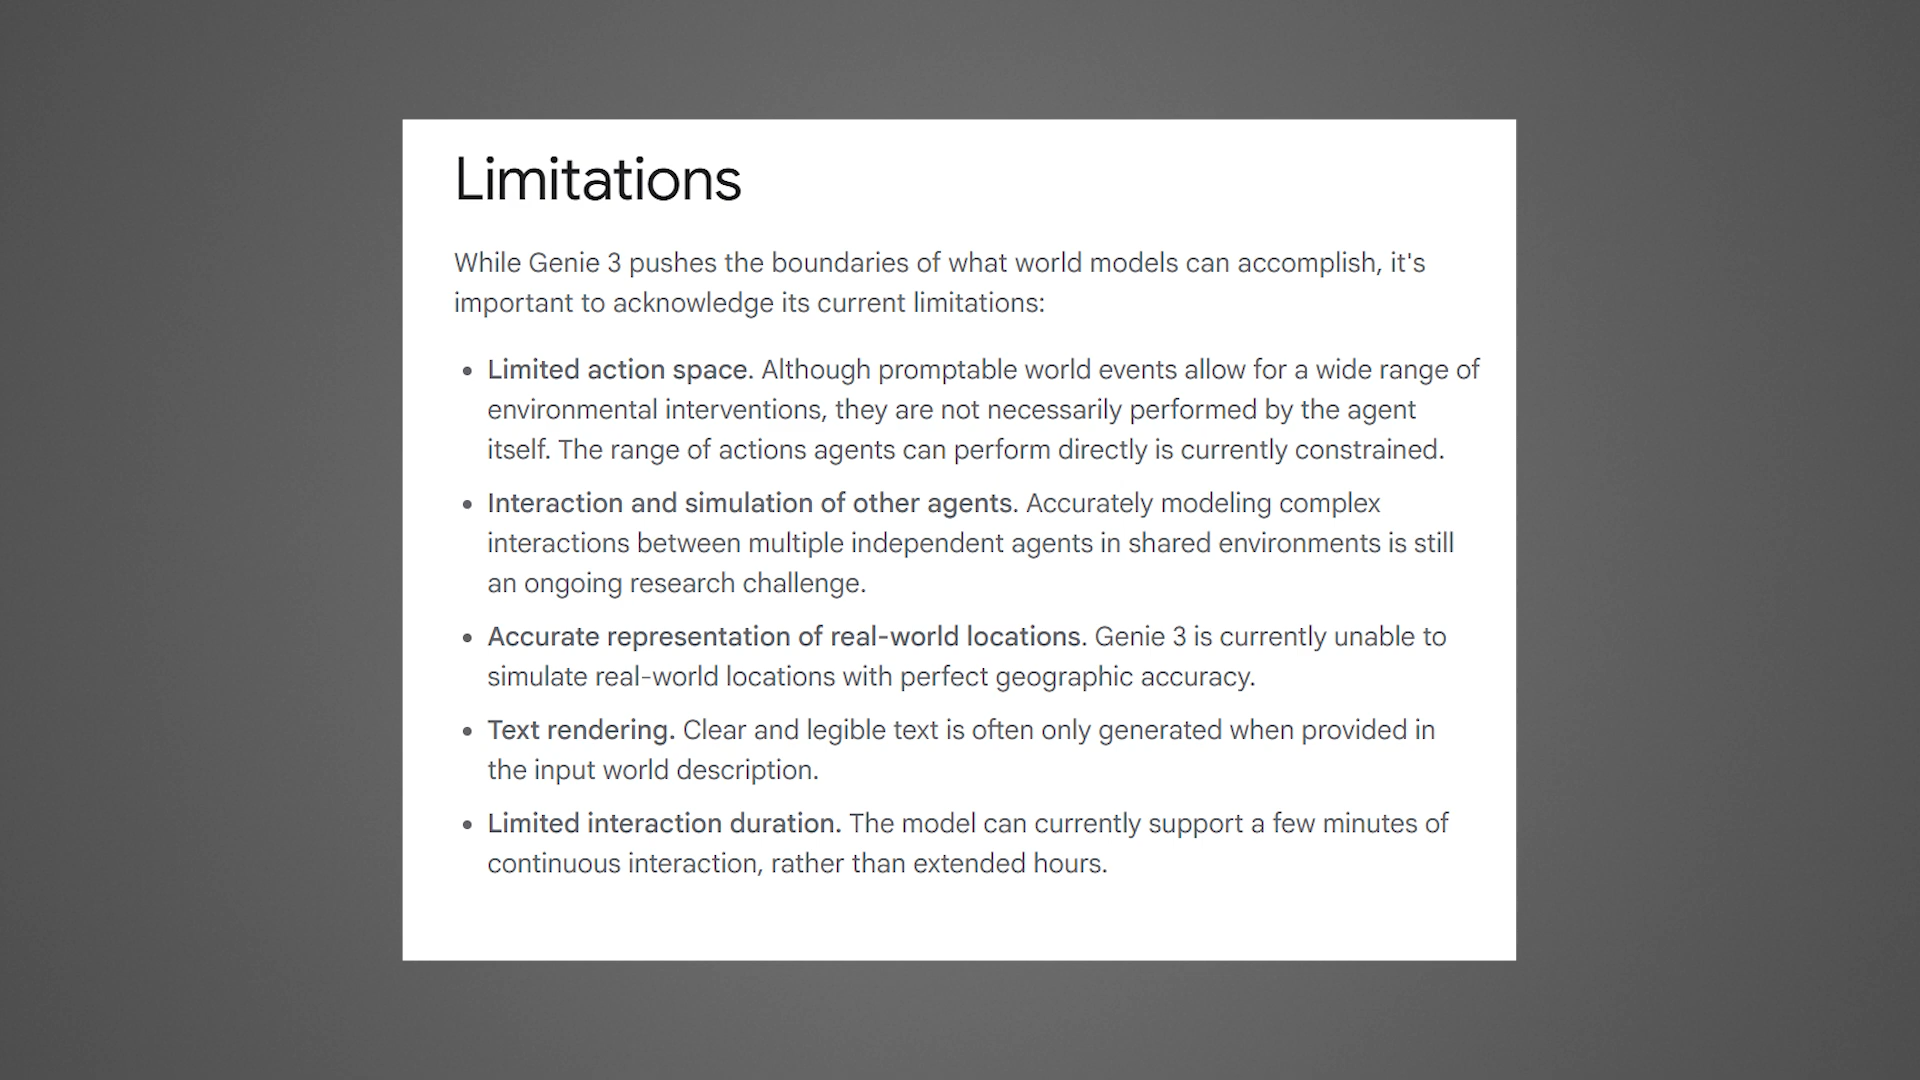 Limitations
While Genie 3 pushes the boundaries of what world models can accomplish, it's
important to acknowledge its current limitations:
• Limited action space. Although promptable world events allow for a wide range of
environmental interventions, they are not necessarily performed by the agent
itself. The range of actions agents can perform directly is currently constrained.
• Interaction and simulation of other agents. Accurately modeling complex
interactions between multiple independent agents in shared environments is still
an ongoing research challenge.
• Accurate representation of real-world locations. Genie 3 is currently unable to
simulate real-world locations with perfect geographic accuracy.
• Text rendering. Clear and legible text is often only generated when provided in
the input world description.
• Limited interaction duration. The model can currently support a few minutes of
continuous interaction, rather than extended hours.